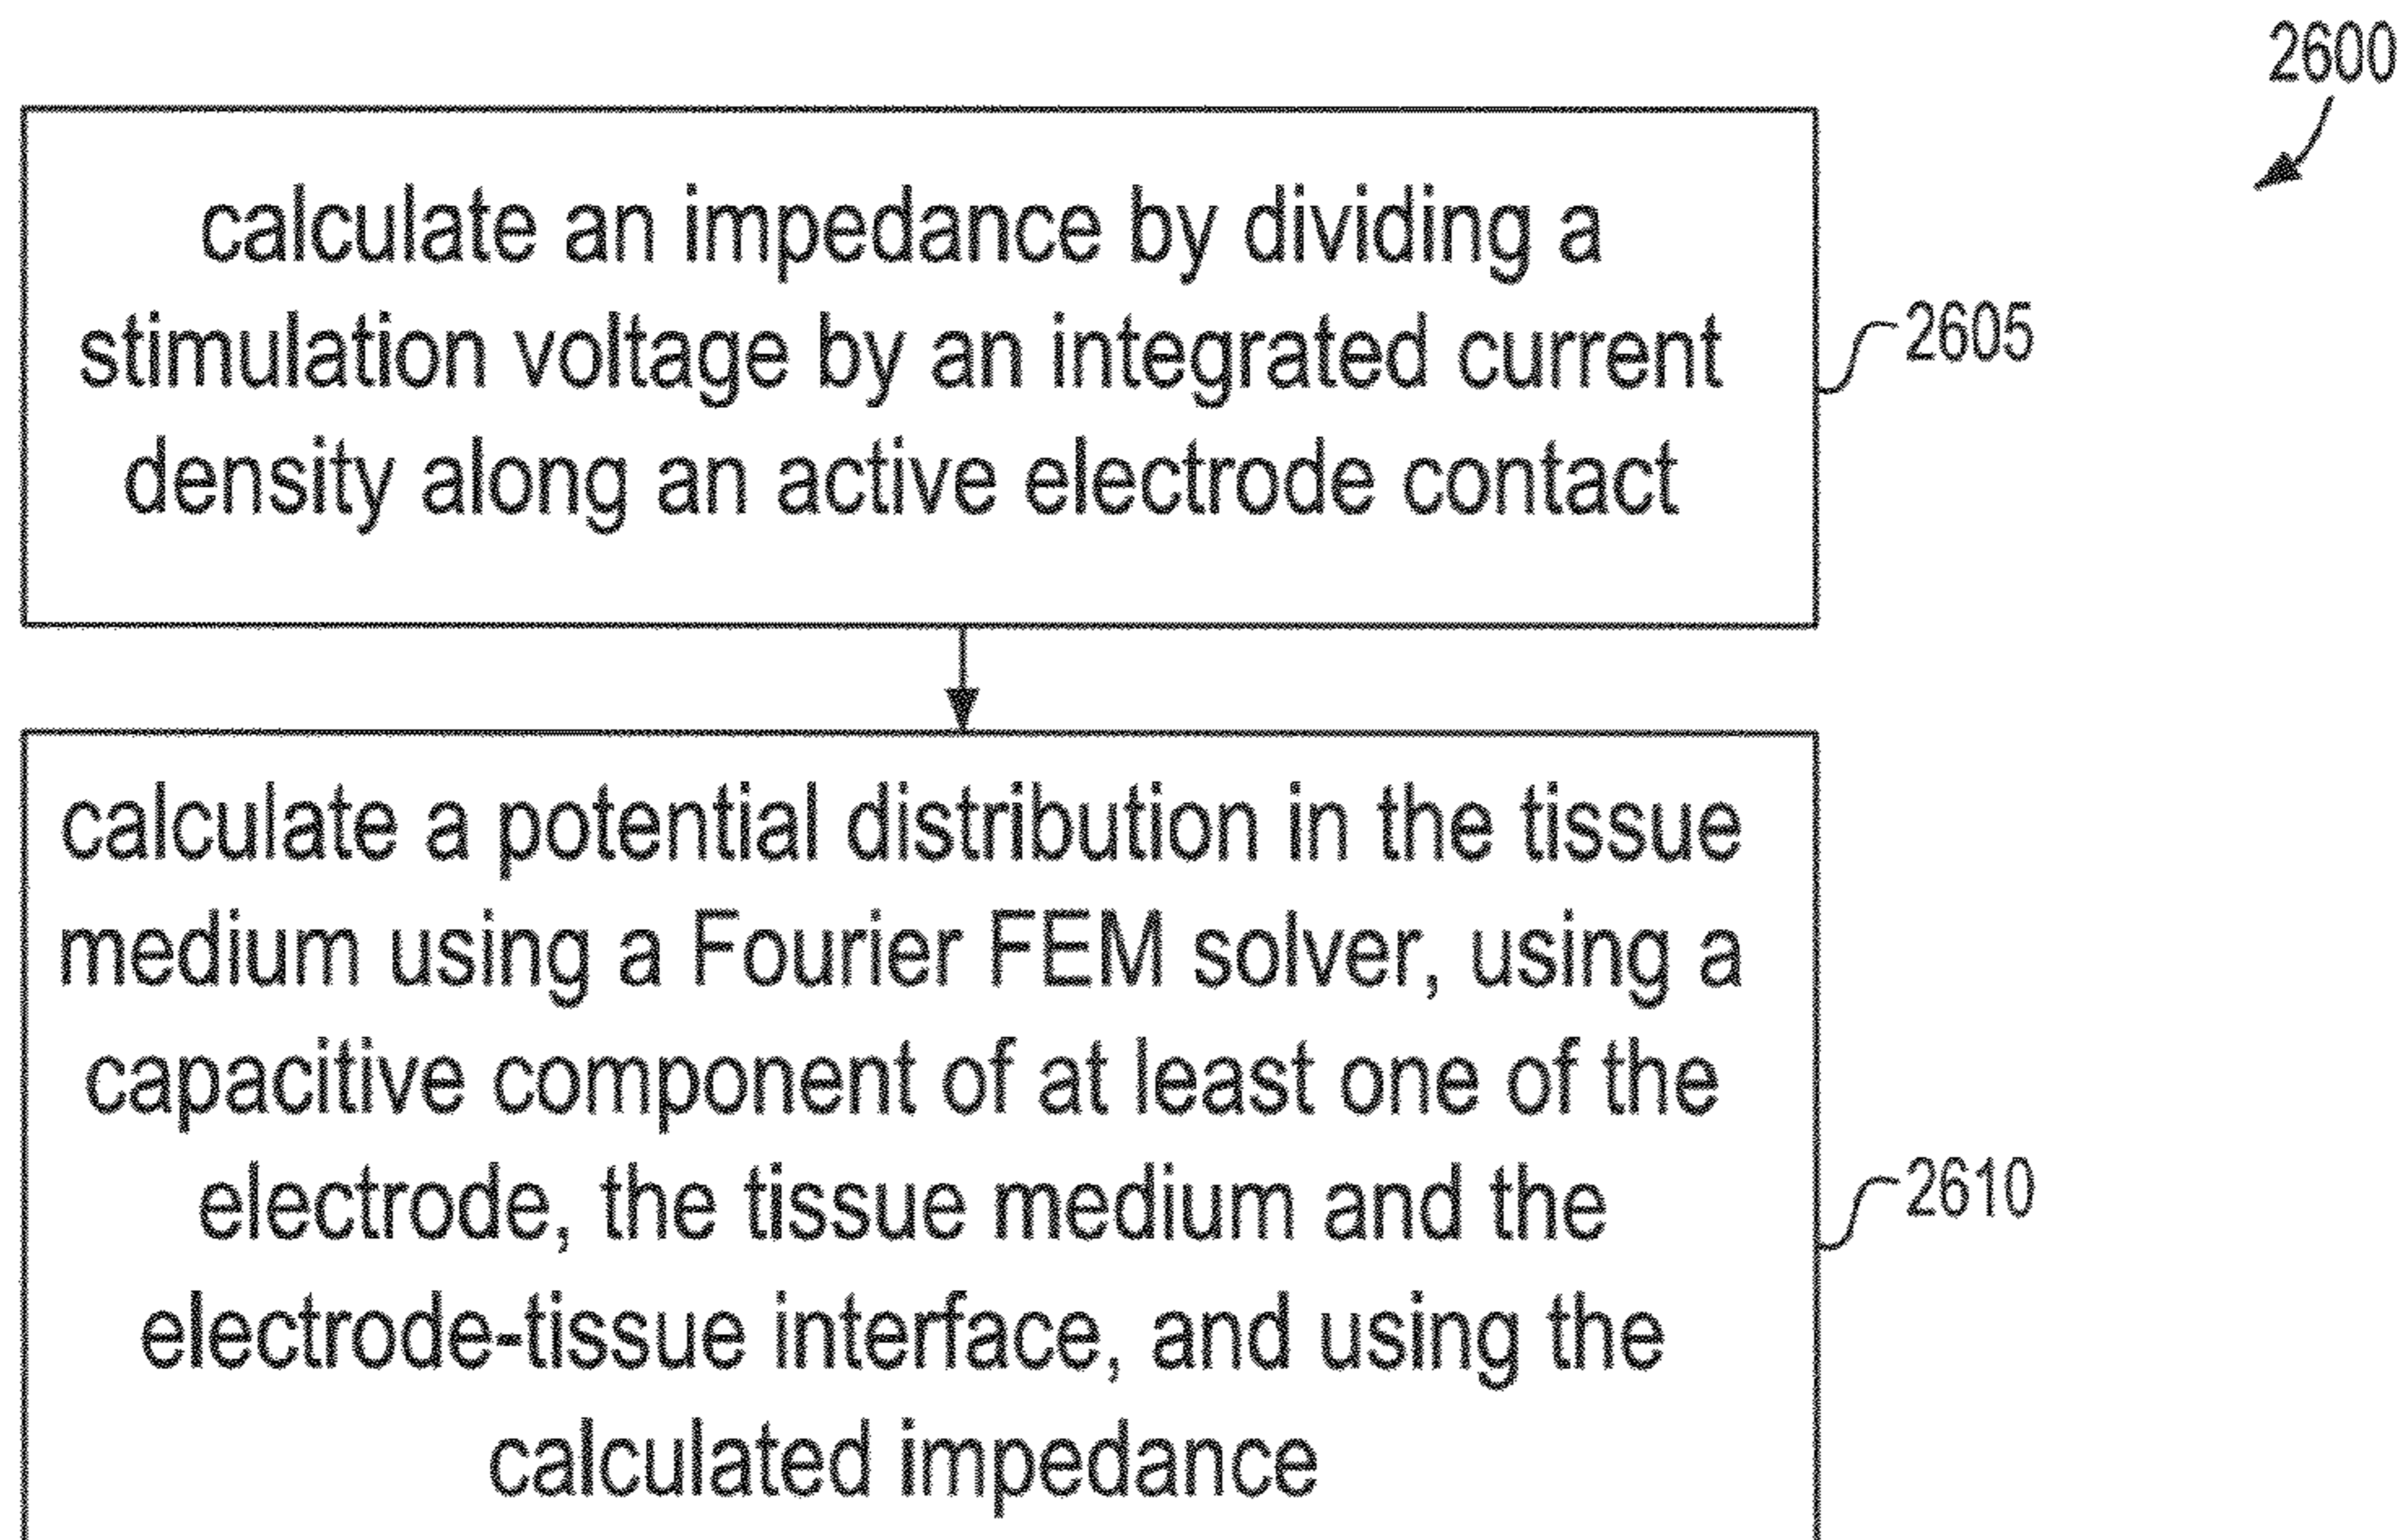 2600
calculate an impedance by dividing a
stimulation voltage by an integrated current
density along an active electrode contact
2605
calculate a potential distribution in the tissue
medium using a Fourier FEM solver, using a
capacitive component of at least one of the
electrode, the tissue medium and the
electrode-tissue interface, and using the
calculated impedance
2610